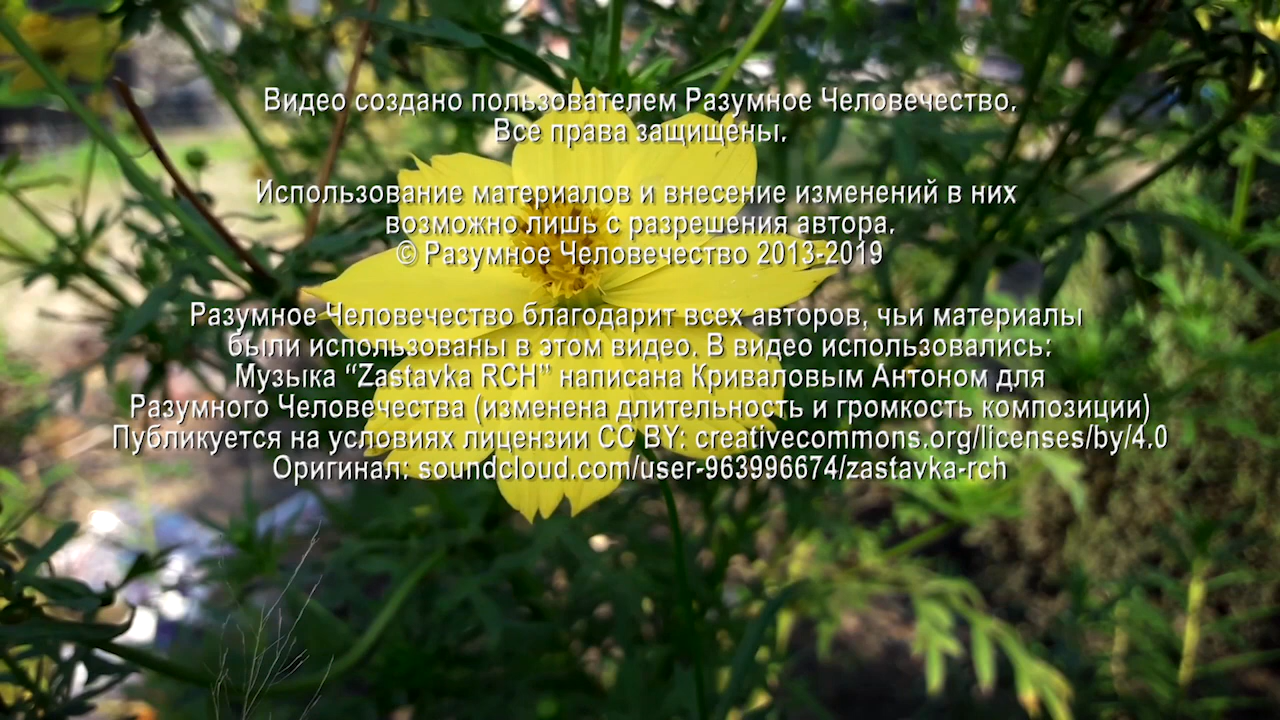 Видео создано пользователем Разумное Человечество.
Все права защищены.
Использование материалов и внесение изменений в них
возможно лишь с разрешения автора.
© Разумное Человечество 2013-2019
Разумное Человечество благодарит всех авторов, чьи материалы
были использованы в этом видео. В видео использовались:
Музыка “Zastavka RCH” написана Криваловым Антоном для
Разумного Человечества (изменена длительность и громкость композиции)
Публикуется на условиях лицензии CC BY: creativecommons.org/licenses/by/4.0
Оригинал: soundcloud.com/user-963996674/zastavka-rch